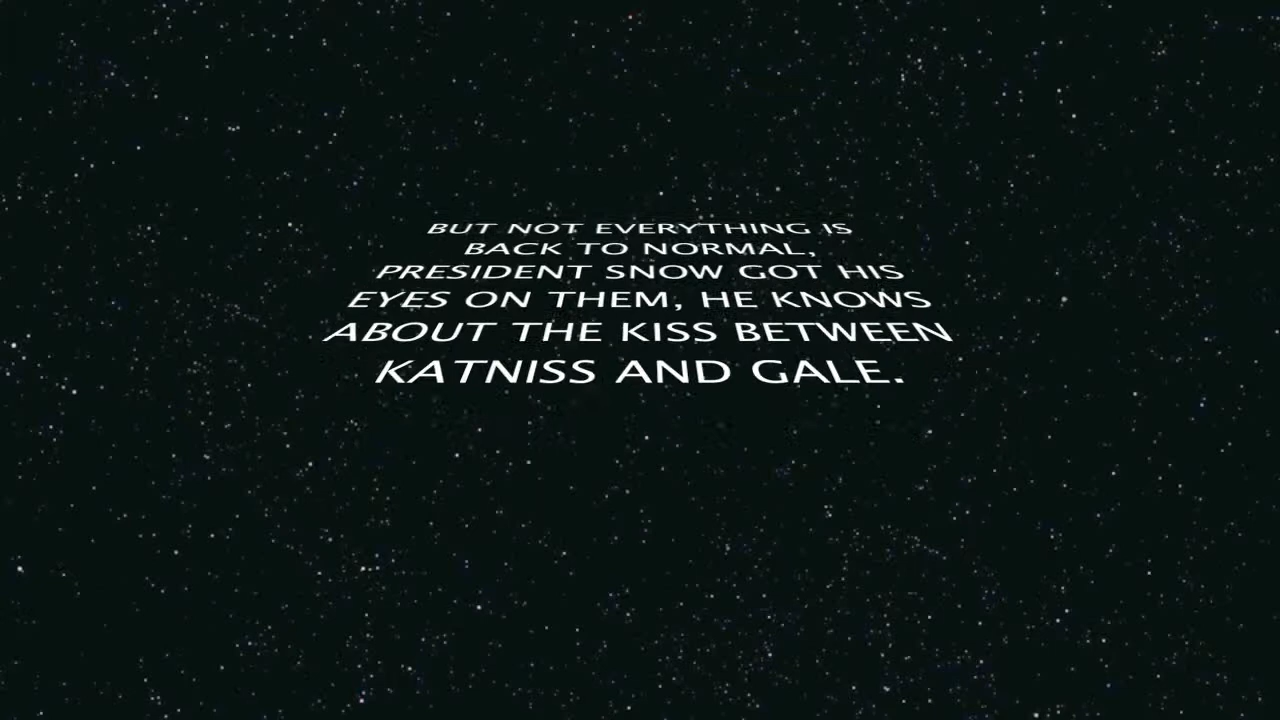 BUT NOT EVERYTHING IS
BACK TO NORMAL,
PRESIDENT SNOW GOT HIS
EYES ON THEM, HE KNOWS
ABOUT THE KISS BETWEEN
KATNISS AND GALE.